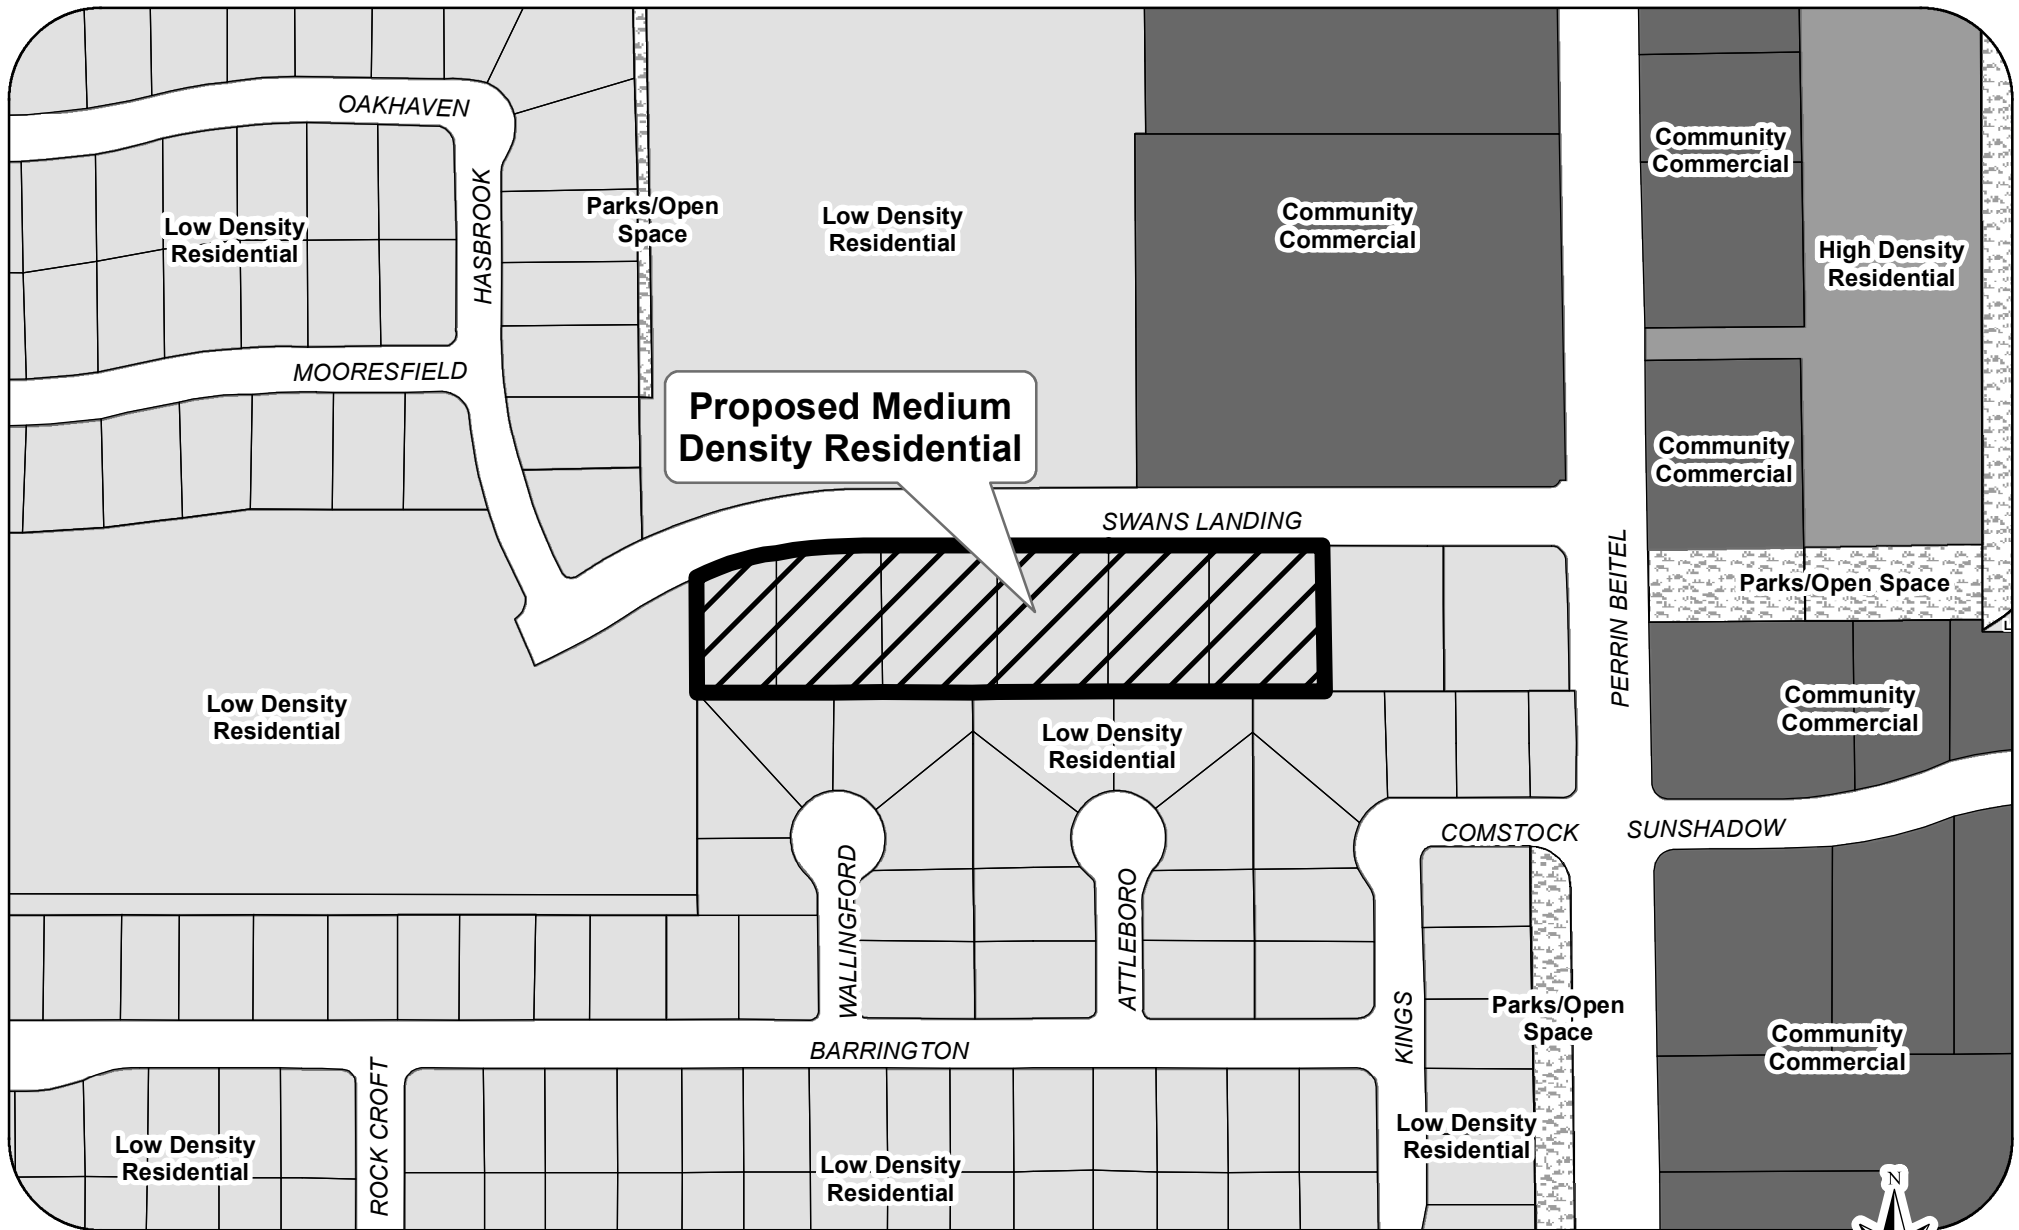 OAKHAVEN
Community
Commercial
HASBROOK
Parks/Open
Space
Low Density
Residential
Low Density
Residential
Community
Commercial
High Density
Residential
MOORESFIELD
Proposed Medium
Density Residential
Community
Commercial
SWANS LANDING
PERRIN BEITEL
Parks/Open Space
Low Density
Residential
Low Density
Residential
Community
Commercial
COMSTOCK
SUNSHADOW
WALLINGFORD
ATTLEBORO
KINGS
Parks/Open
Space
Community
Commercial
BARRINGTON
ROCK CROFT
Low Density
Residential
Low Density
Residential
Low Density
Residential
N